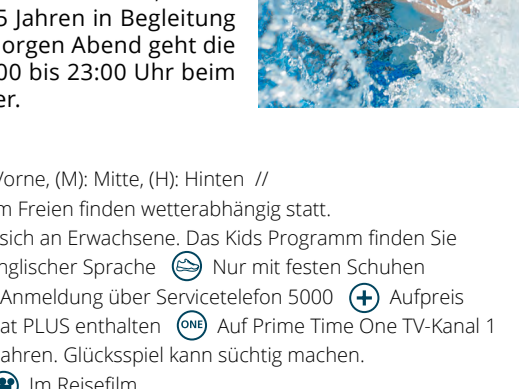 5 Jahren in Begleitung
orgen Abend geht die
00 bis 23:00 Uhr beim
er.
Vorne, (M): Mitte, (H): Hinten //
m Freien finden wetterabhängig statt.
sich an Erwachsene. Das Kids Programm finden Sie
nglischer Sprache Nur mit festen Schuhen
Anmeldung über Servicetelefon 5000 + Aufpreis
at PLUS enthalten ONE Auf Prime Time One TV-Kanal 1
ahren. Glücksspiel kann süchtig machen.
Im Reisefilm